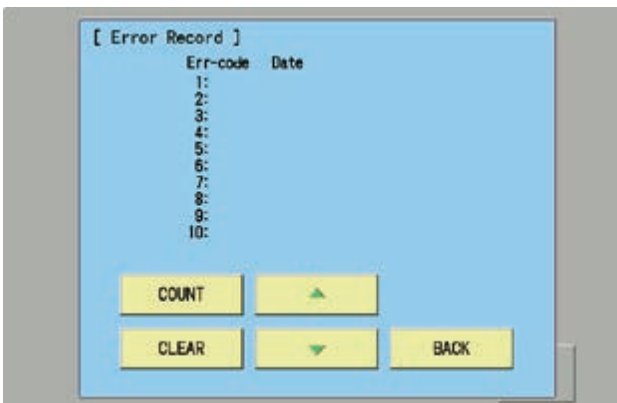 [ Error Record ]
Err-code Date
1:
2:
3:
4:
5:
6:
7:
8:
9:
10:
COUNT
CLEAR BACK